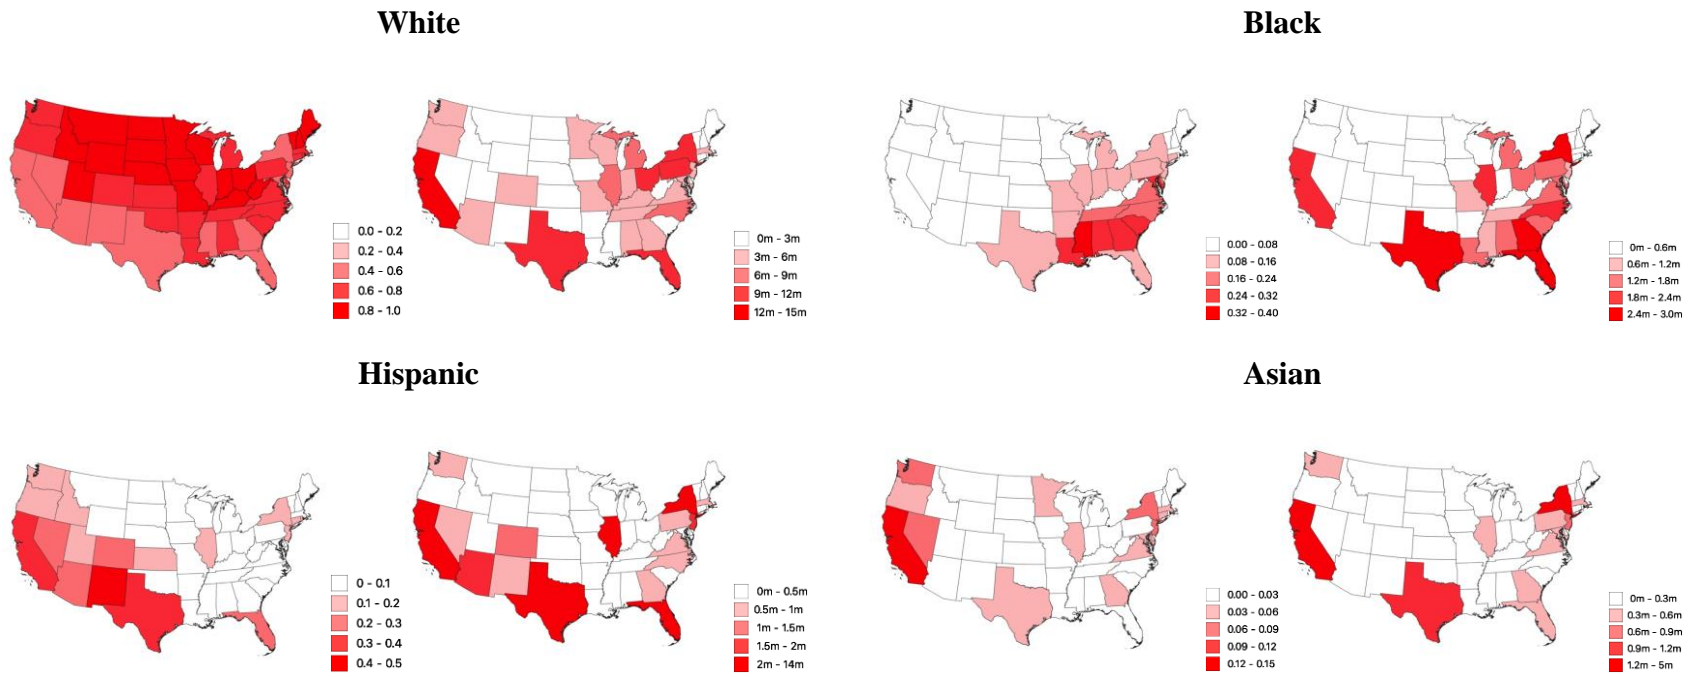 White
0.0 - 0.2
0.2 - 0.4
0.4 - 0.6
0.6 - 0.8
0.8 - 1.0
0m - 3m
3m - 6m
6m - 9m
9m - 12m
12m - 15m
Black
0.00 - 0.08
0.08 - 0.16
0.16 - 0.24
0.24 - 0.32
0.32 - 0.40
0m - 0.6m
0.6m - 1.2m
1.2m - 1.8m
1.8m - 2.4m
2.4m - 3.0m
Hispanic
0 - 0.1
0.1 - 0.2
0.2 - 0.3
0.3 - 0.4
0.4 - 0.5
0m - 0.5m
0.5m - 1m
1m - 1.5m
1.5m - 2m
2m - 14m
Asian
0.00 - 0.03
0.03 - 0.06
0.06 - 0.09
0.09 - 0.12
0.12 - 0.15
0m - 0.3m
0.3m - 0.6m
0.6m - 0.9m
0.9m - 1.2m
1.2m - 5m